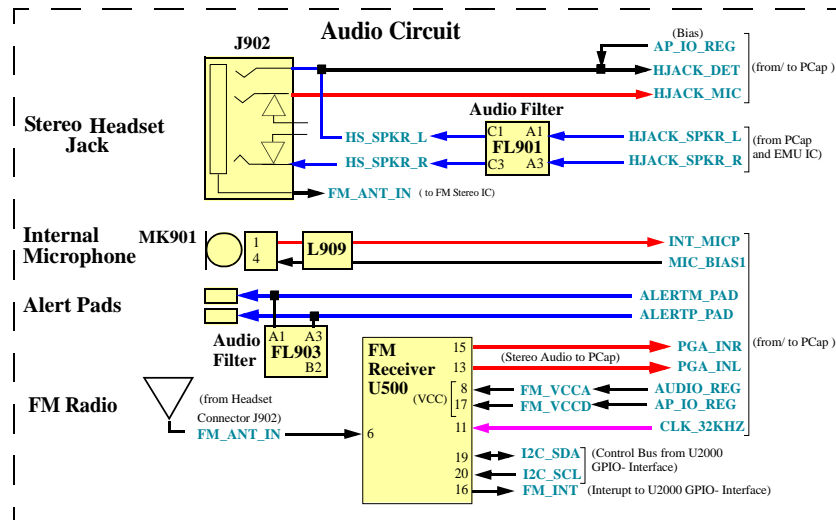 Audio Circuit
J902
(Bias)
AP_IO_REG
HJACK_DET
(from/ to PCap )
HJACK_MIC
Stereo Headset
Jack
Audio Filter
HS_SPKR_L
C1 A1
FL901
C3 A3
HJACK_SPKR_L
(from PCap
and EMU IC)
HS_SPKR_R
HJACK_SPKR_R
FM_ANT_IN
( to FM Stereo IC)
Internal
Microphone
MK901
1
4
L909
INT_MICP
MIC_BIAS1
Alert Pads
ALERTM_PAD
ALERTP_PAD
Audio
Filter
A1 A3
FL903
B2
(from/ to PCap )
FM
Receiver
U500
(VCC)
15
13
(Stereo Audio to PCap)
PGA_INR
PGA_INL
8
FM_VCCA
AUDIO_REG
17
FM_VCCD
AP_IO_REG
11
CLK_32KHZ
FM Radio
(from Headset
Connector J902)
FM_ANT_IN
6
19
I2C_SDA
20
I2C_SCL
(Control Bus from U2000
GPIO- Interface)
16
FM_INT
(Interupt to U2000 GPIO- Interface)